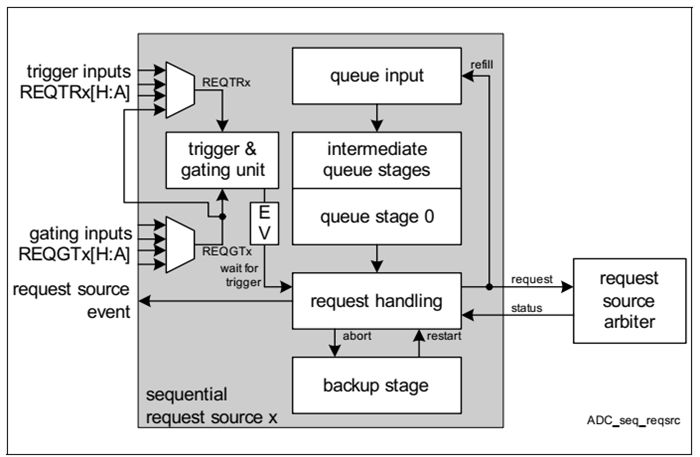 trigger inputs
REQTRx[H:A]
REQTRx
queue input
refill
trigger &
gating unit
intermediate
queue stages
queue stage 0
E
V
gating inputs
REQGTx[H:A]
REQGTx
wait for
trigger
request source
event
request handling
request
status
request
source
arbiter
abort
restart
backup stage
sequential
request source x
ADC_seq_reqsrc